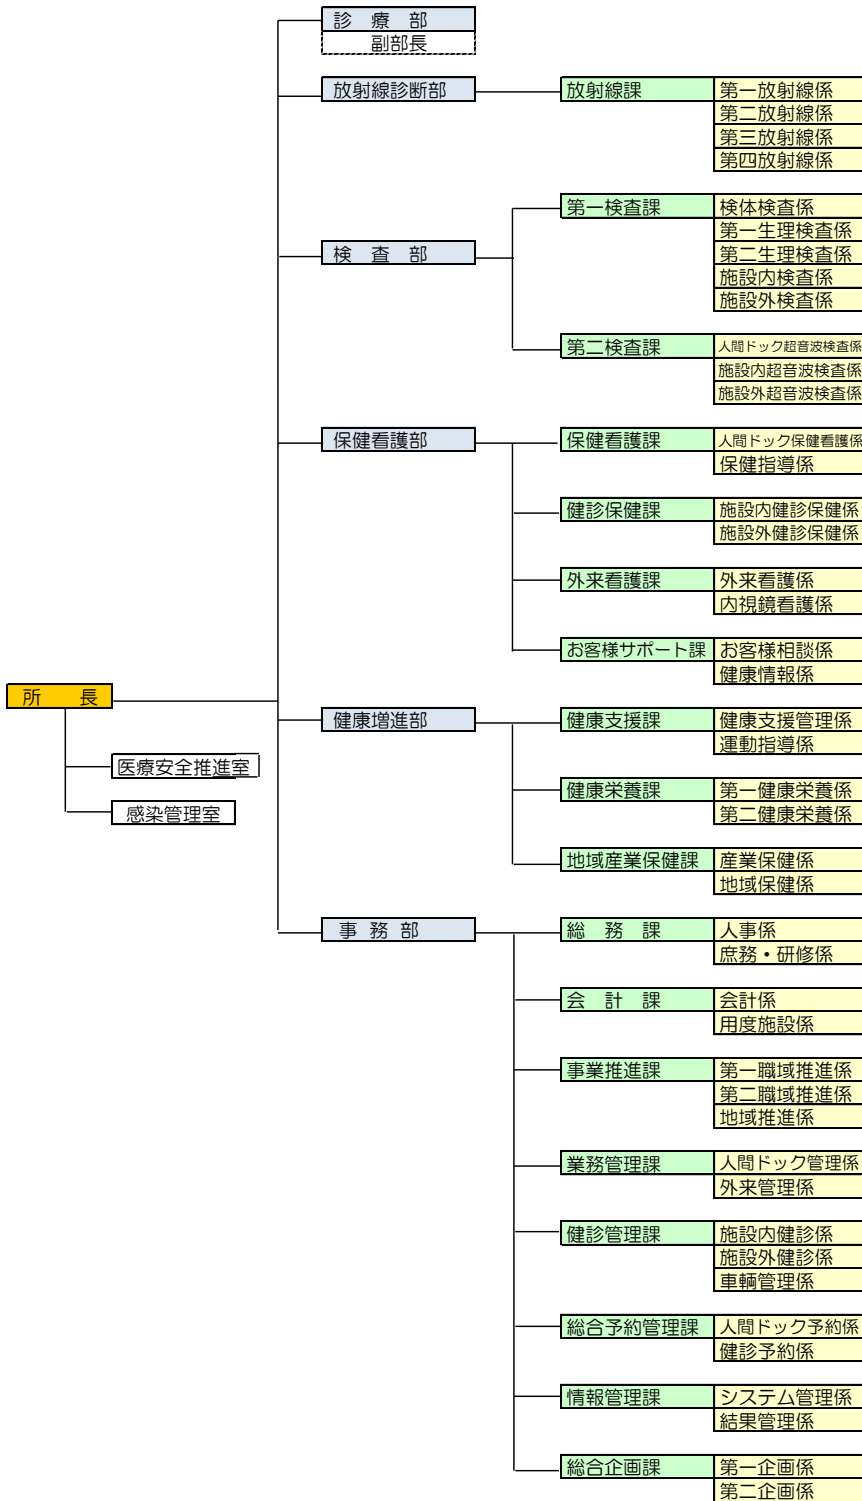 診 療 部
副部長
放射線診断部 放射線課 第一放射線係
第二放射線係
第三放射線係
第四放射線係
第一検査課 検体検査係
第一生理検査係
検 査 部 第二生理検査係
施設内検査係
施設外検査係
第二検査課 人間ドック超音波検査係
施設内超音波検査係
施設外超音波検査係
保健看護部 保健看護課 人間ドック保健看護係
保健指導係
健診保健課 施設内健診保健係
施設外健診保健係
外来看護課 外来看護係
内視鏡看護係
お客様サポート課 お客様相談係
健康情報係
所 長
健康増進部 健康支援課 健康支援管理係
運動指導係
医療安全推進室
健康栄養課 第一健康栄養係
感染管理室 第二健康栄養係
地域産業保健課 産業保健係
地域保健係
事 務 部 総 務 課 人事係
庶務・研修係
会 計 課 会計係
用度施設係
事業推進課 第一職域推進係
第二職域推進係
地域推進係
業務管理課 人間ドック管理係
外来管理係
健診管理課 施設内健診係
施設外健診係
車輌管理係
総合予約管理課 人間ドック予約係
健診予約係
情報管理課 システム管理係
結果管理係
総合企画課 第一企画係
第二企画係